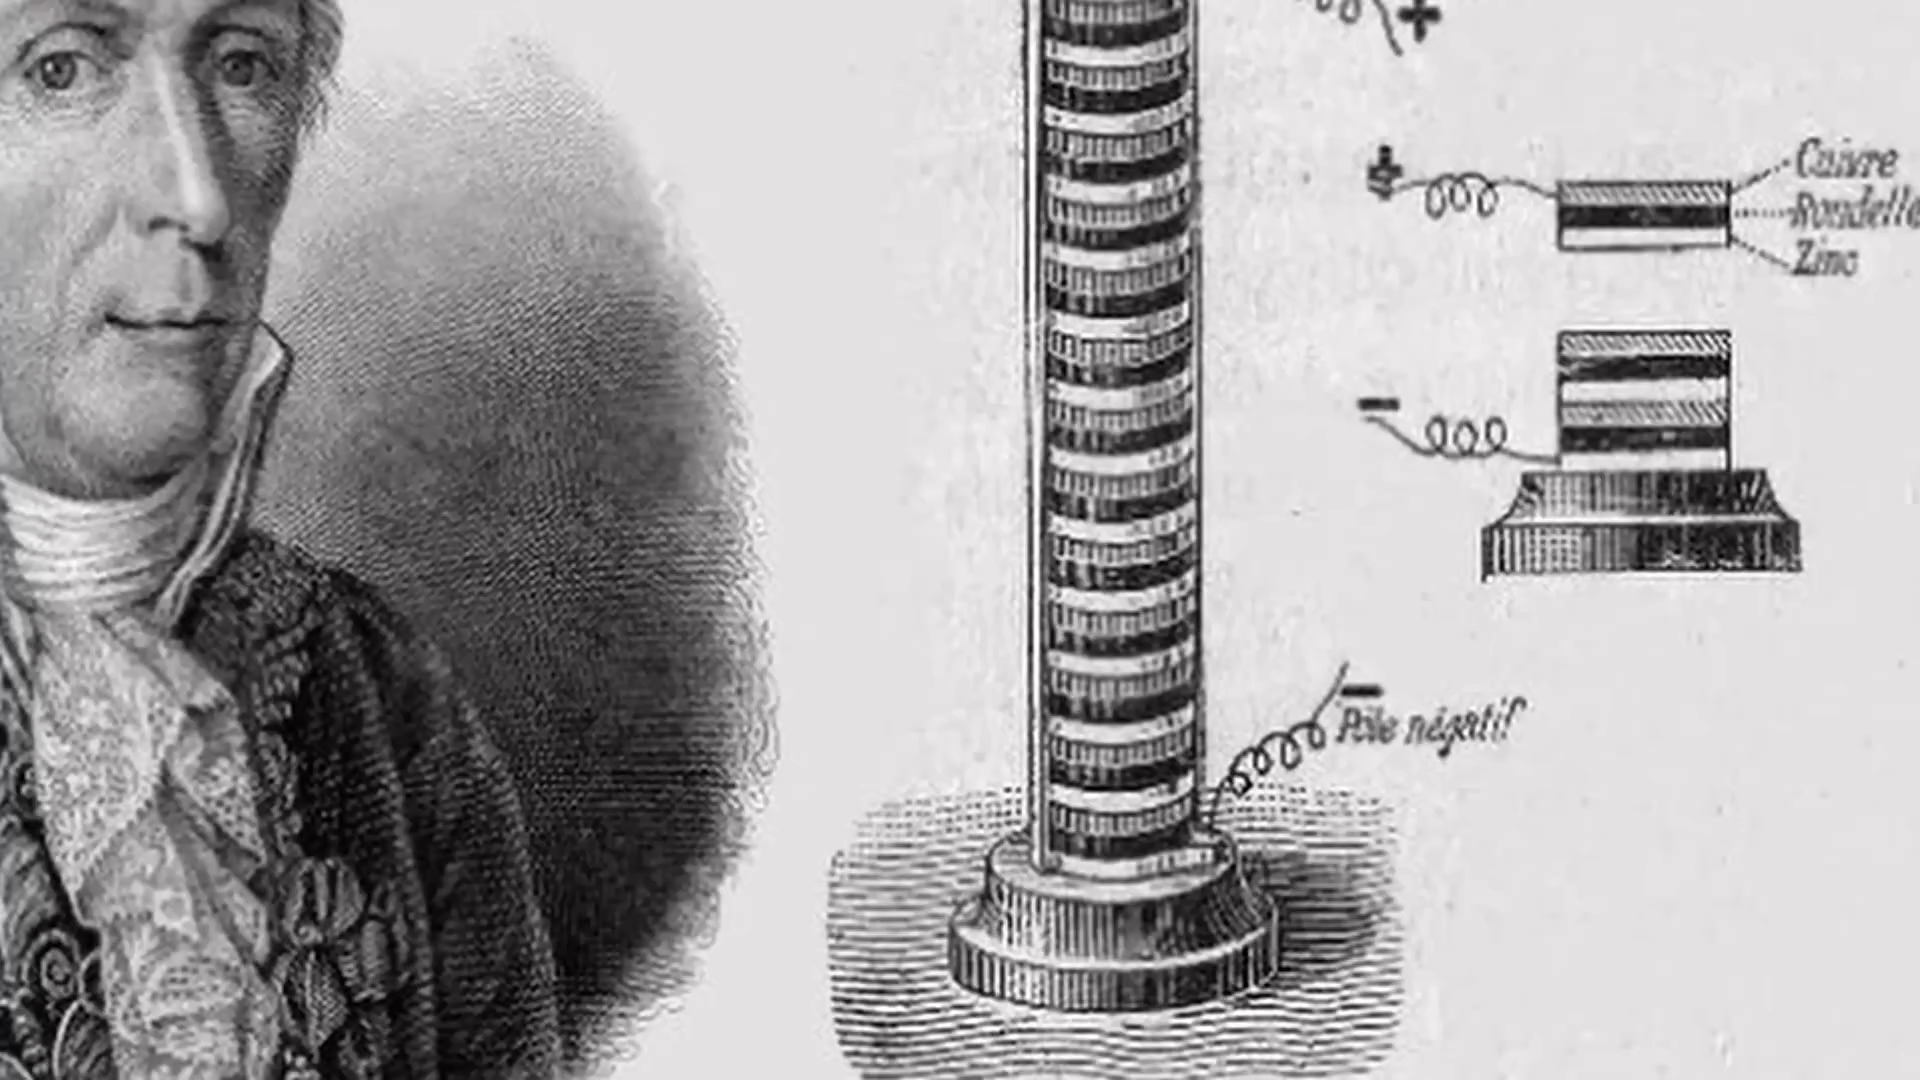 +
+
Cuivre
Rondelle
Zinc
-
-
Pôle négatif